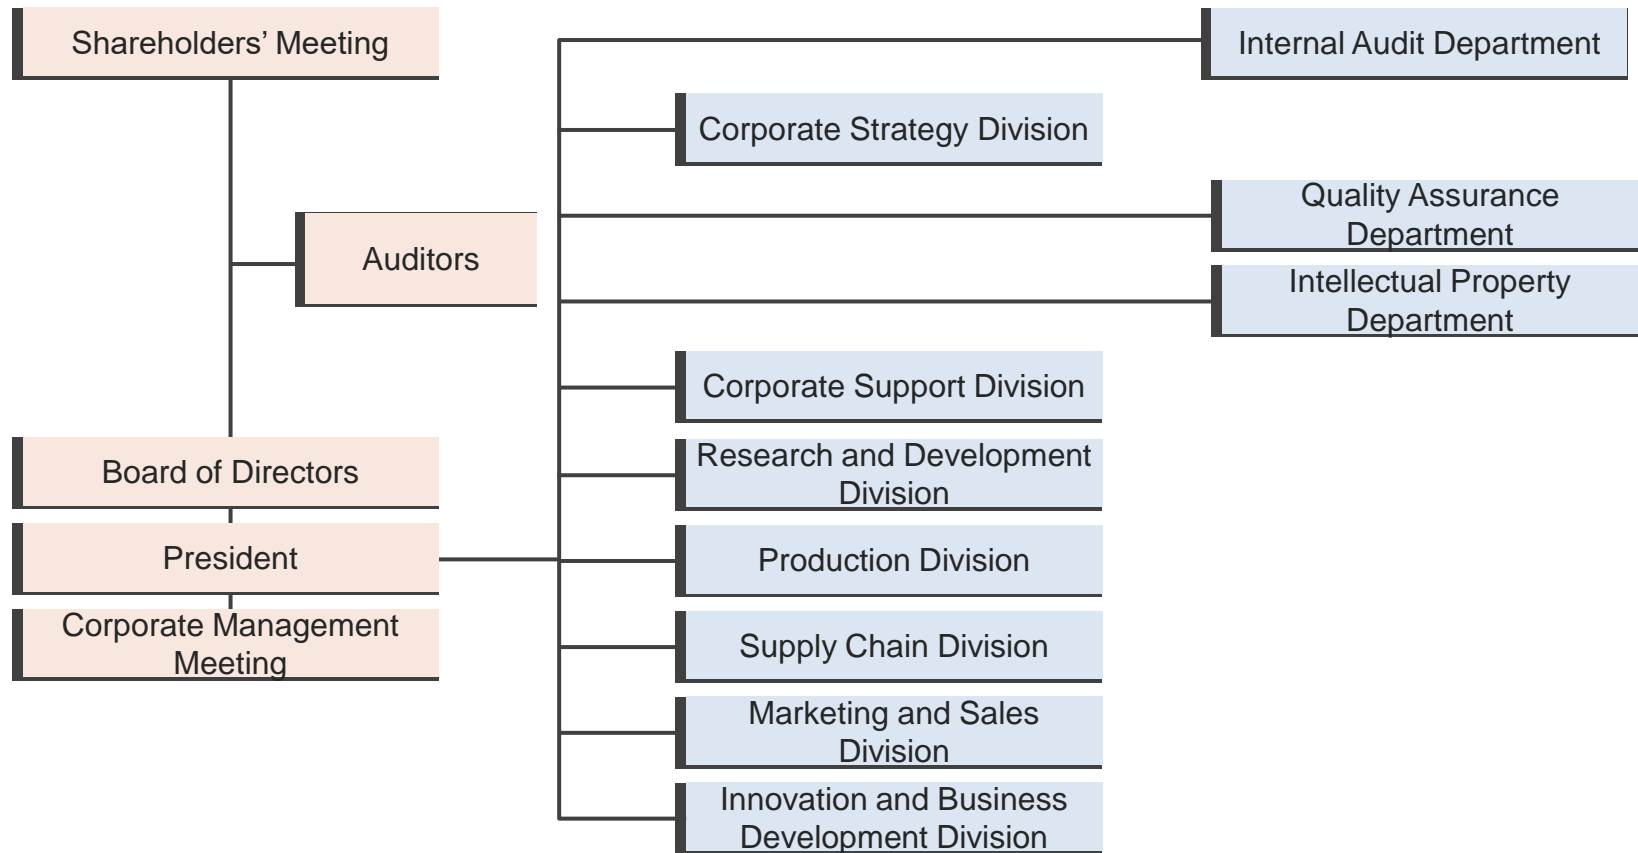 Shareholders’ Meeting
Auditors
Board of Directors
President
Corporate Management
Meeting
Internal Audit Department
Corporate Strategy Division
Quality Assurance
Department
Intellectual Property
Department
Corporate Support Division
Research and Development
Division
Production Division
Supply Chain Division
Marketing and Sales
Division
Innovation and Business
Development Division